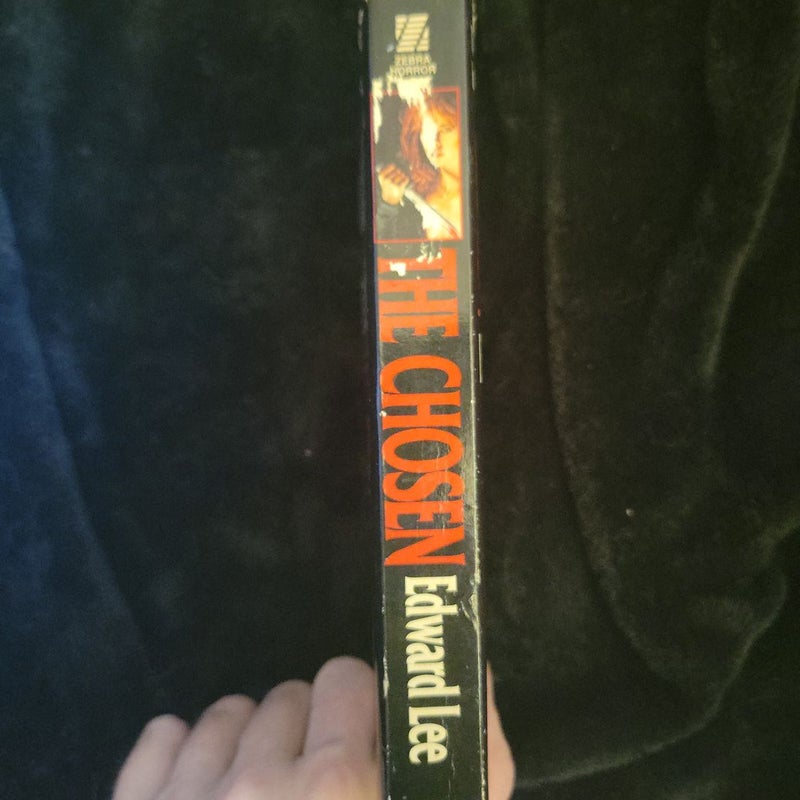 ZEBRA
HORROR
THE CHOSEN
Edward Lee